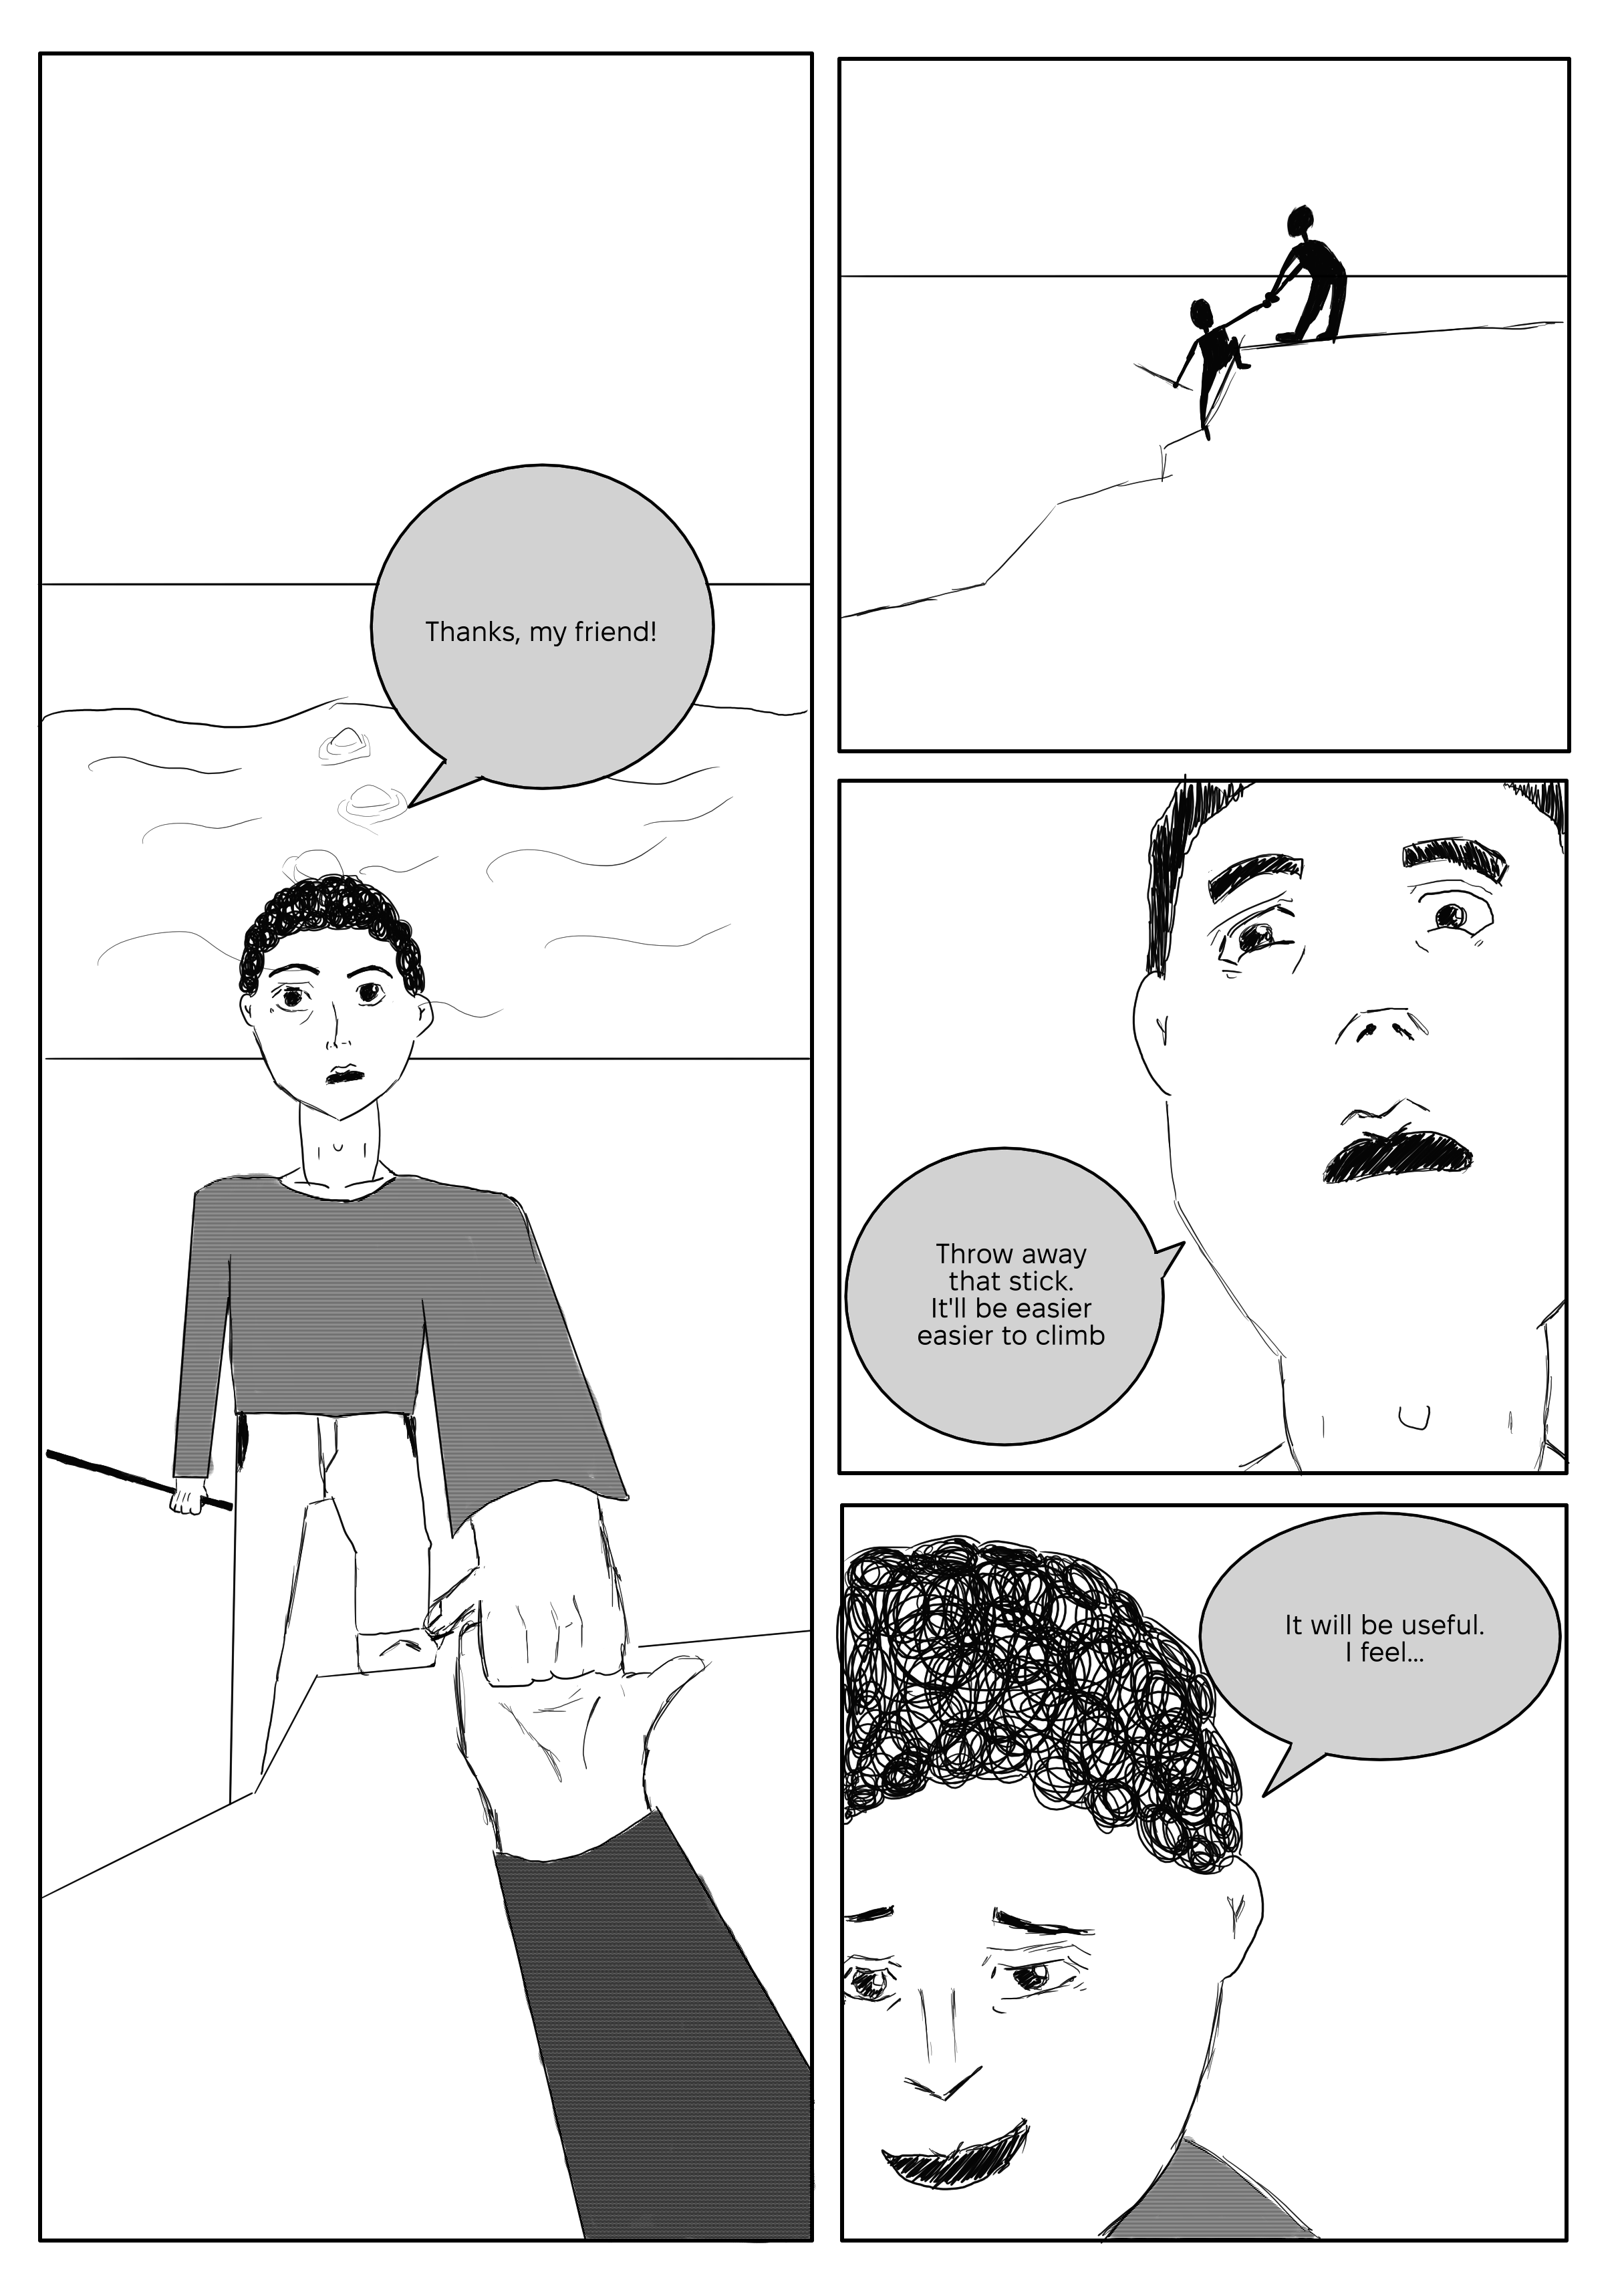 Thanks, my friend!
Throw away
that stick.
It'll be easier
easier to climb
It will be useful.
I feel...